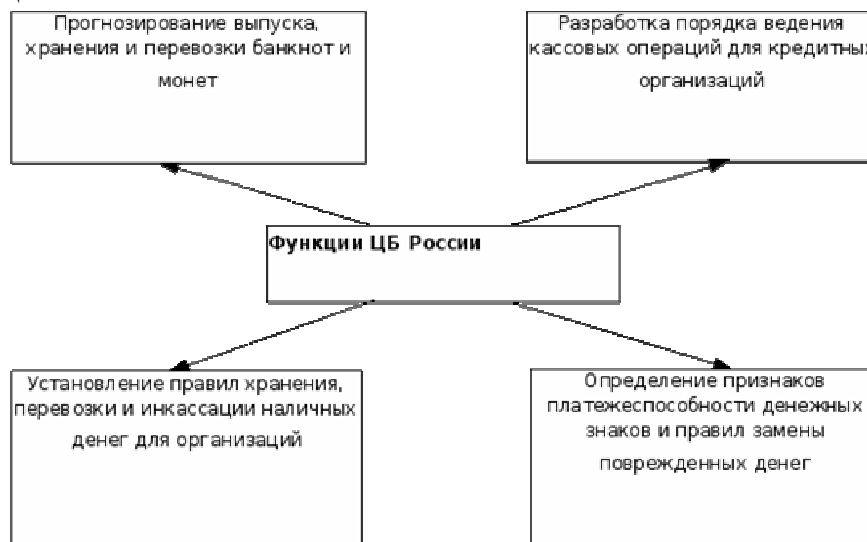 Прогнозирование выпуска,
хранения и перевозки банкнот и
монет
Разработка порядка ведения
кассовых операций для кредитных
организаций
Функции ЦБ России
Установление правил хранения,
перевозки и инкассации наличных
денег для организаций
Определение признаков
платежеспособности денежных
знаков и правил замены
поврежденных денег